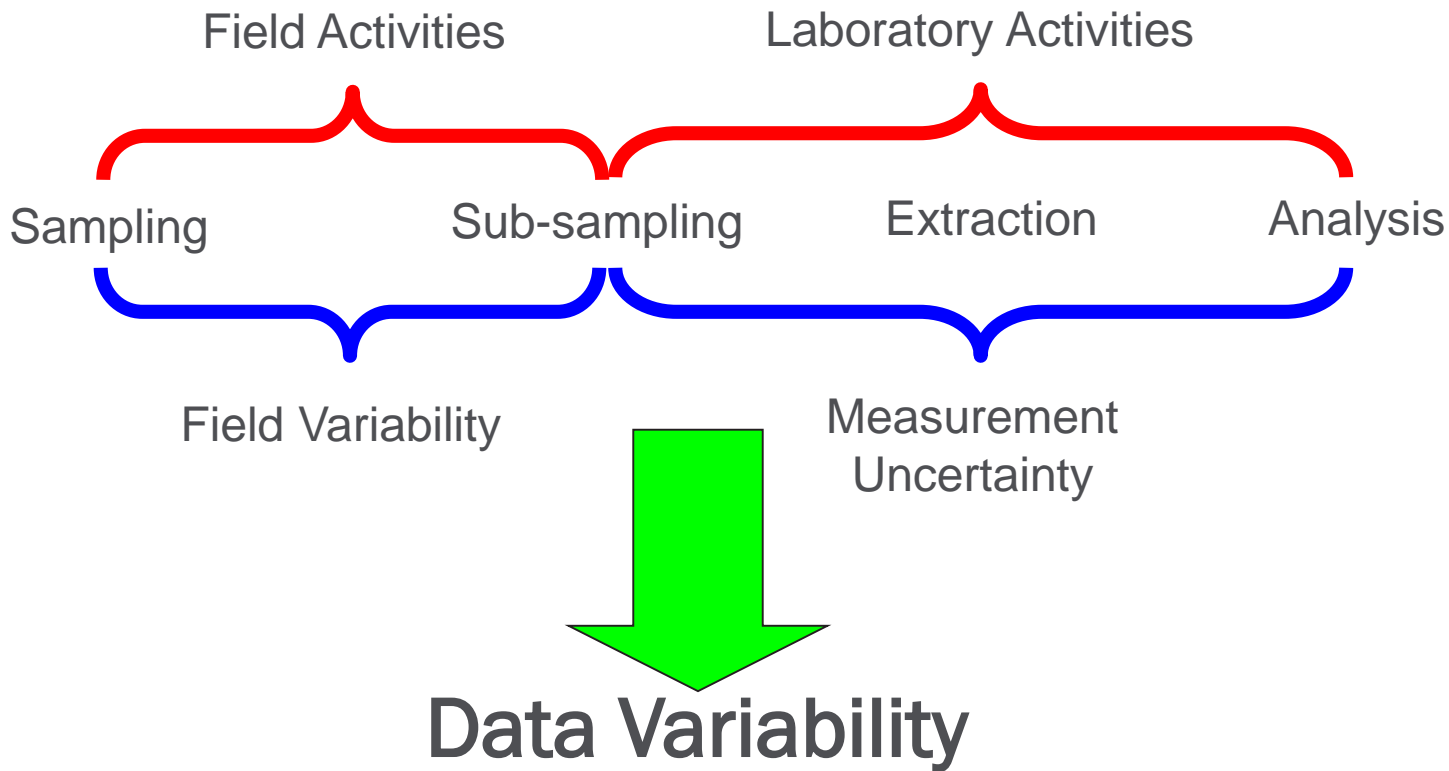 Field Activities
Laboratory Activities
Sampling
Sub-sampling
Extraction
Analysis
Field Variability
Measurement
Uncertainty
Data Variability